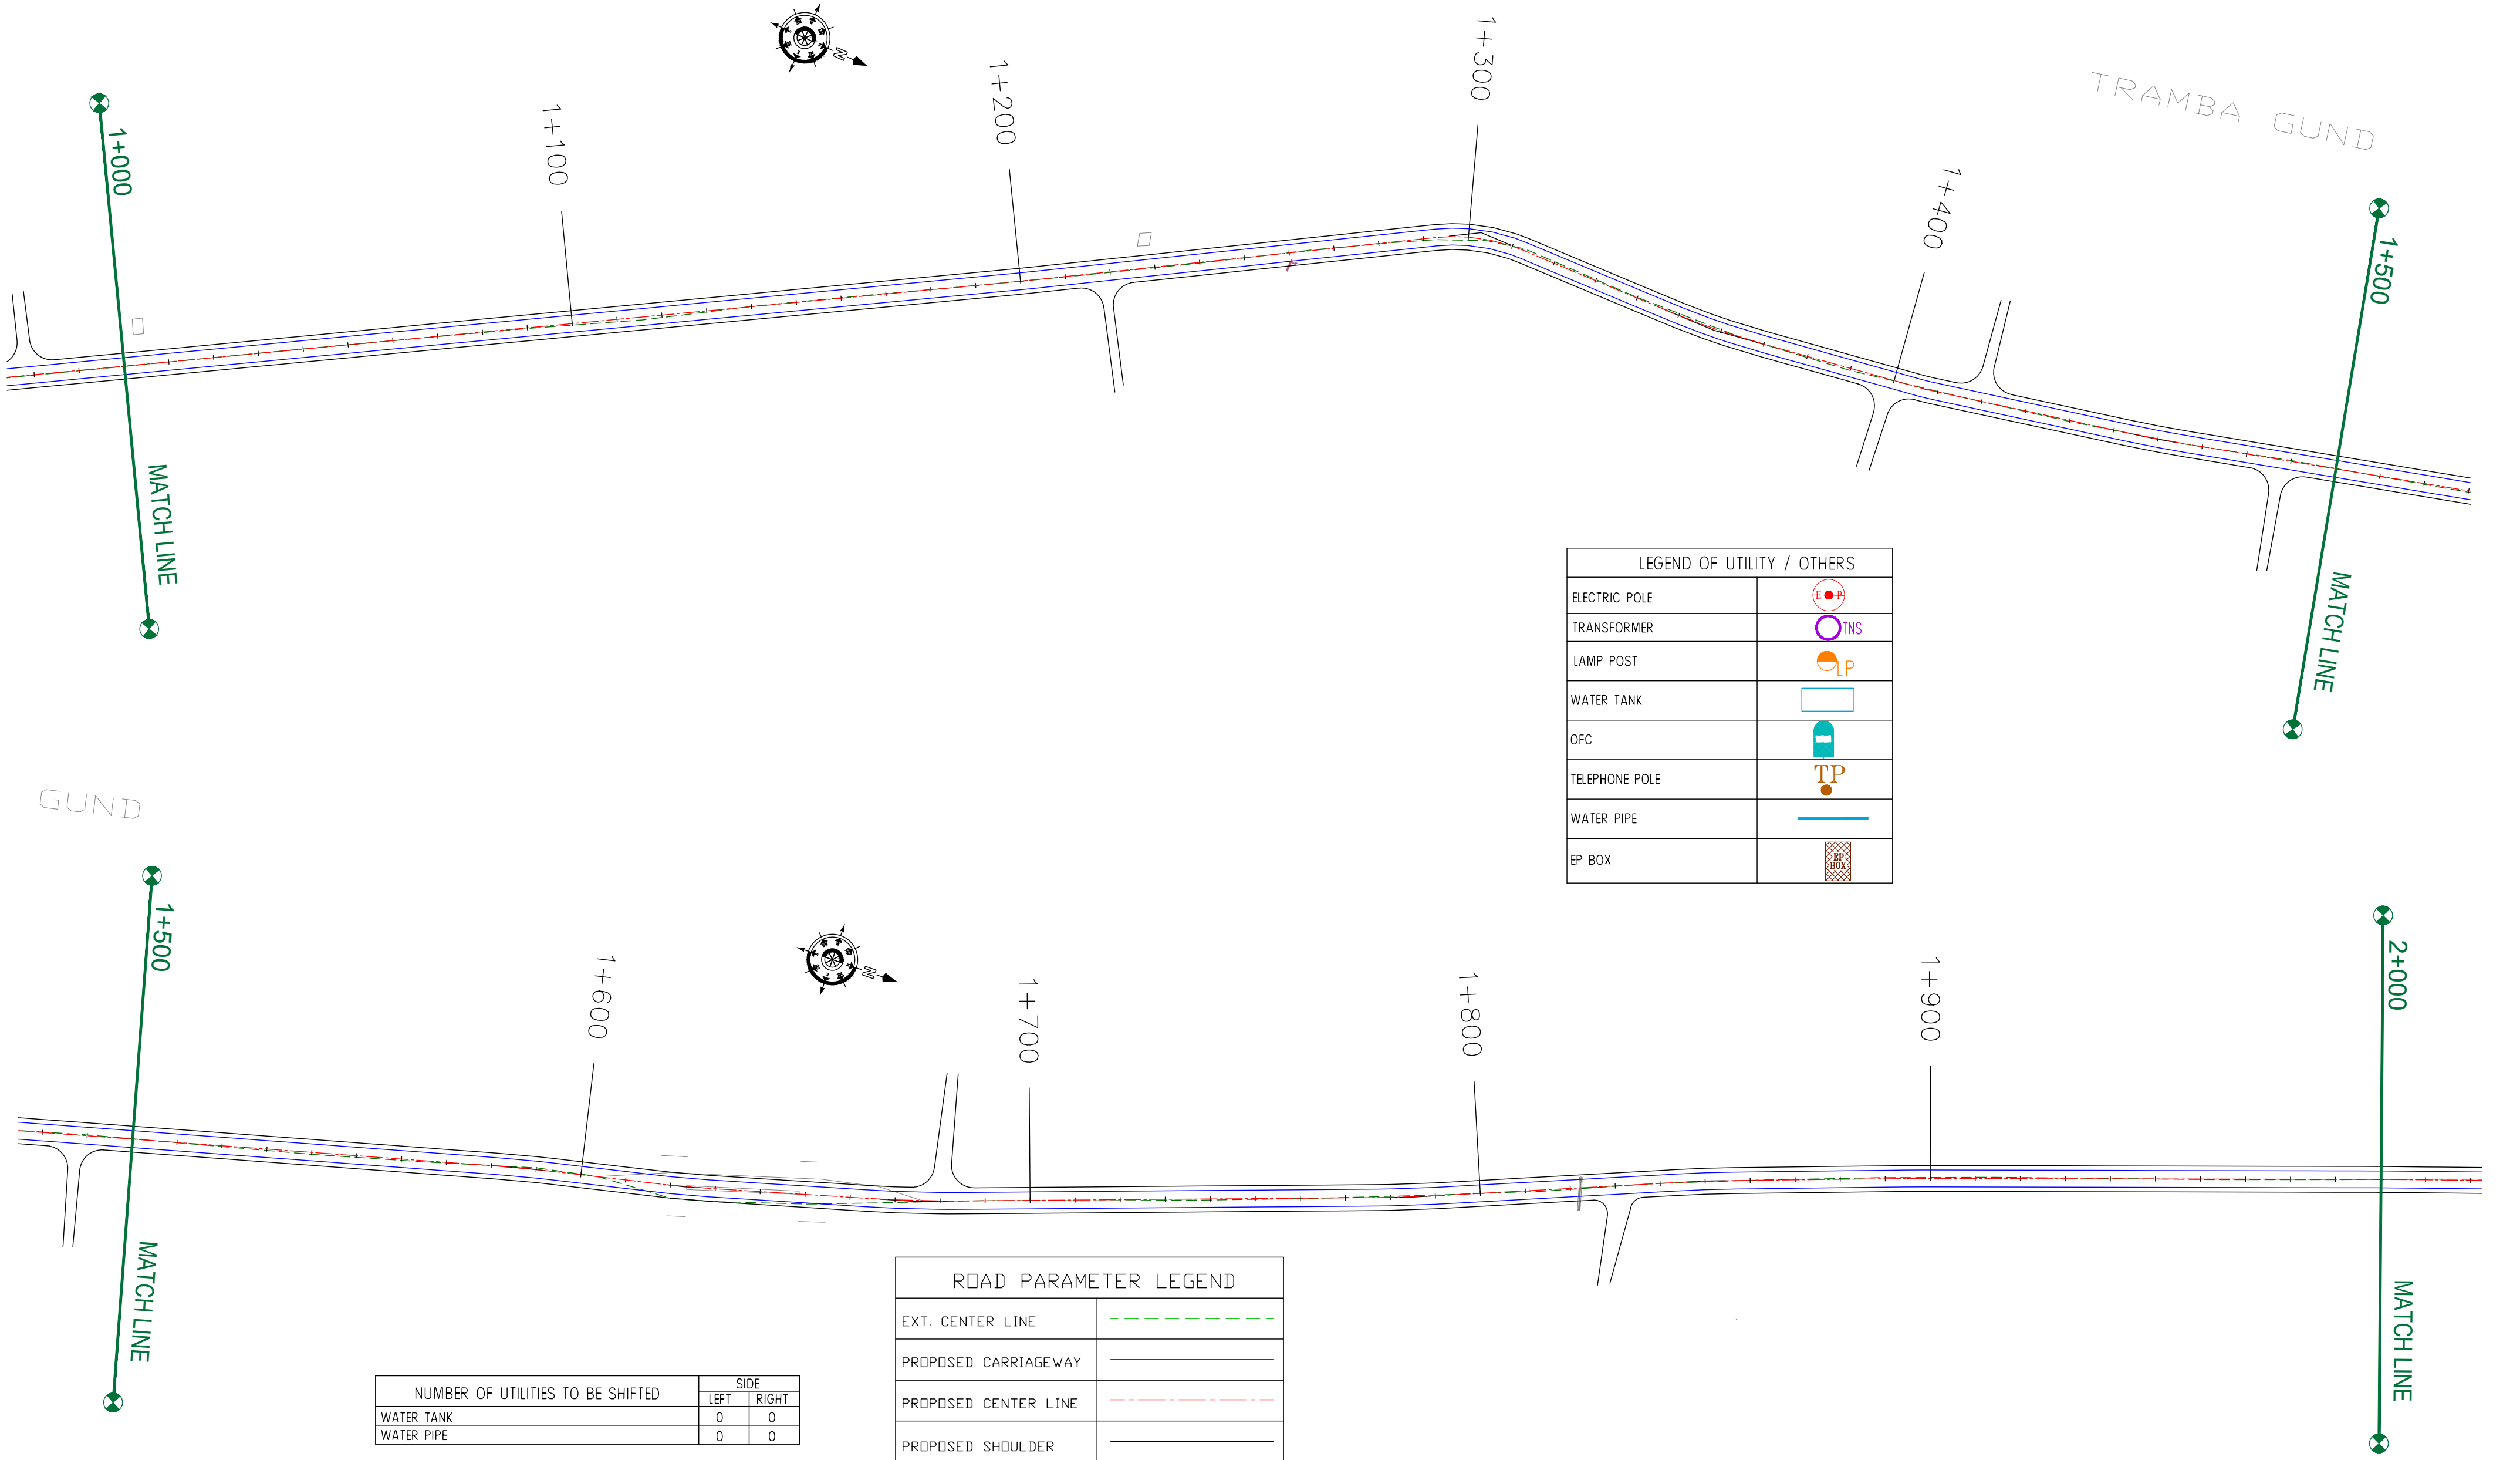 N
1+300
1+200
TRAMBA GUND
1+100
1+000
1+400
1+500
MATCH LINE
MATCH LINE
LEGEND OF UTILITY / OTHERS
ELECTRIC POLE E P
TRANSFORMER TNS
LAMP POST LP
WATER TANK
OFC
TELEPHONE POLE TP
WATER PIPE
EP BOX EP BOX
GUND
1+500
N
1+600
1+700
1+800
1+900
2+000
MATCH LINE
MATCH LINE
ROAD PARAMETER LEGEND
EXT. CENTER LINE
PROPOSED CARRIAGEWAY
PROPOSED CENTER LINE
PROPOSED SHOULDER
NUMBER OF UTILITIES TO BE SHIFTED SIDE
LEFT RIGHT
WATER TANK 0 0
WATER PIPE 0 0